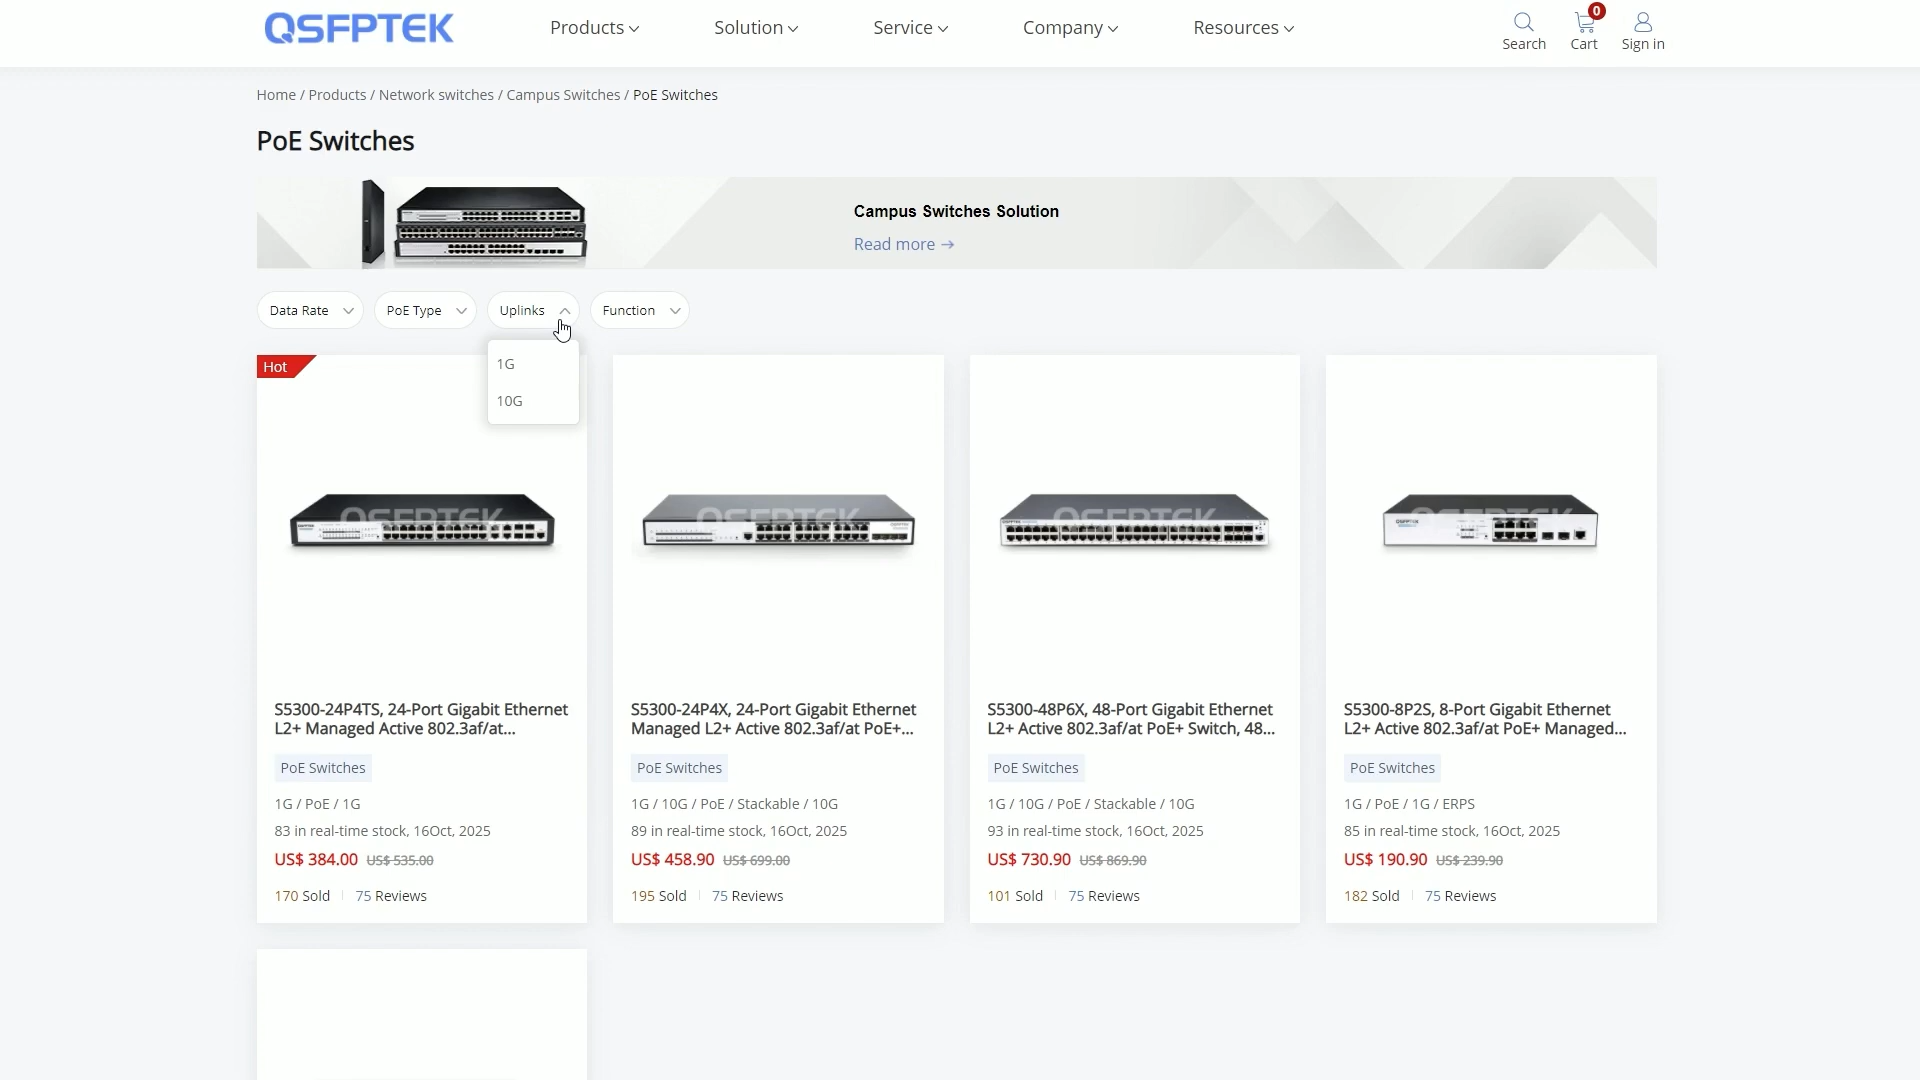 QSFPTEK
Products
Solution
Service
Company
Resources
Search
0
Cart
Sign in
Home / Products / Network switches / Campus Switches / PoE Switches
PoE Switches
Campus Switches Solution
Read more →
Data Rate
PoE Type
Uplinks
Function
1G
10G
Hot
QSFPTEK
QSFPTEK
QSFPTEK
QSFPTEK
S5300-24P4TS, 24-Port Gigabit Ethernet
L2+ Managed Active 802.3af/at...
PoE Switches
1G / PoE / 1G
83 in real-time stock, 16Oct, 2025
US$ 384.00 US$ 535.00
170 Sold 75 Reviews
S5300-24P4X, 24-Port Gigabit Ethernet
Managed L2+ Active 802.3af/at PoE+...
PoE Switches
1G / 10G / PoE / Stackable / 10G
89 in real-time stock, 16Oct, 2025
US$ 458.90 US$ 699.00
195 Sold 75 Reviews
S5300-48P6X, 48-Port Gigabit Ethernet
L2+ Active 802.3af/at PoE+ Switch, 48...
PoE Switches
1G / 10G / PoE / Stackable / 10G
93 in real-time stock, 16Oct, 2025
US$ 730.90 US$ 869.90
101 Sold 75 Reviews
S5300-8P2S, 8-Port Gigabit Ethernet
L2+ Active 802.3af/at PoE+ Managed...
PoE Switches
1G / PoE / 1G / ERPS
85 in real-time stock, 16Oct, 2025
US$ 190.90 US$ 239.90
182 Sold 75 Reviews